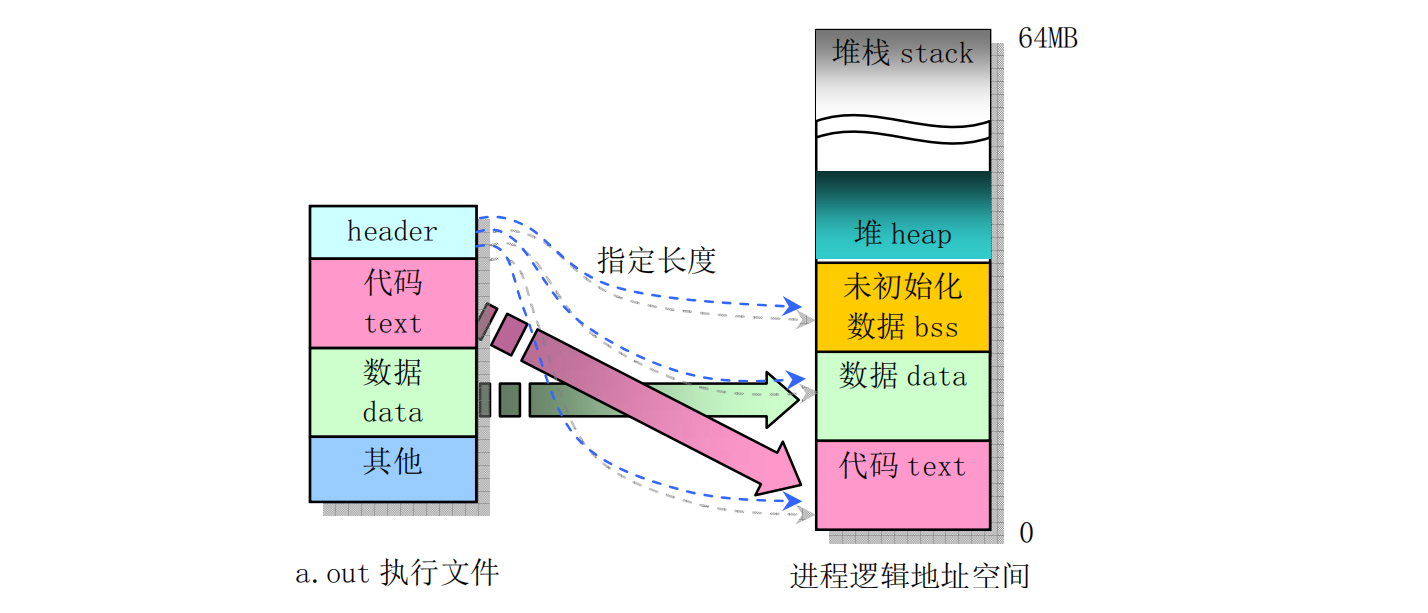 header
代码
text
数据
data
其他
a.out 执行文件
指定长度
堆栈 stack
64MB
堆 heap
未初始化
数据 bss
数据 data
代码 text
0
进程逻辑地址空间